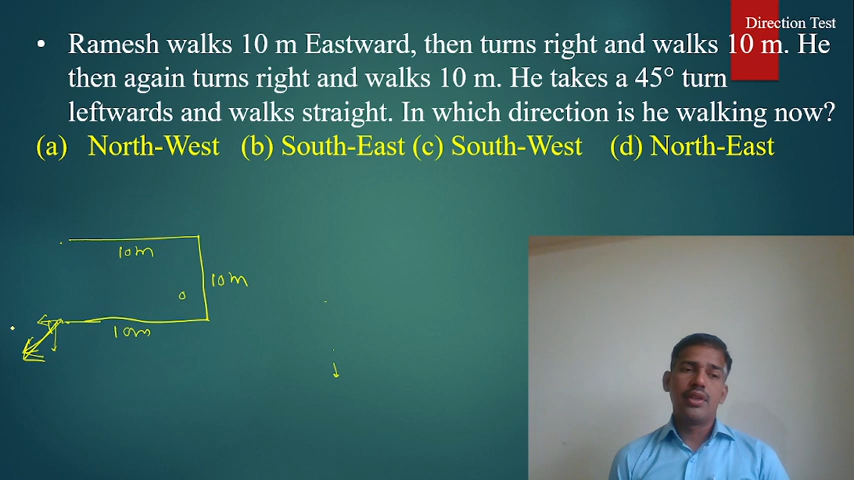 Direction Test
• Ramesh walks 10 m Eastward, then turns right and walks 10 m. He
then again turns right and walks 10 m. He takes a 45° turn
leftwards and walks straight. In which direction is he walking now?
(a) North-West (b) South-East (c) South-West (d) North-East
10m
10m
10m